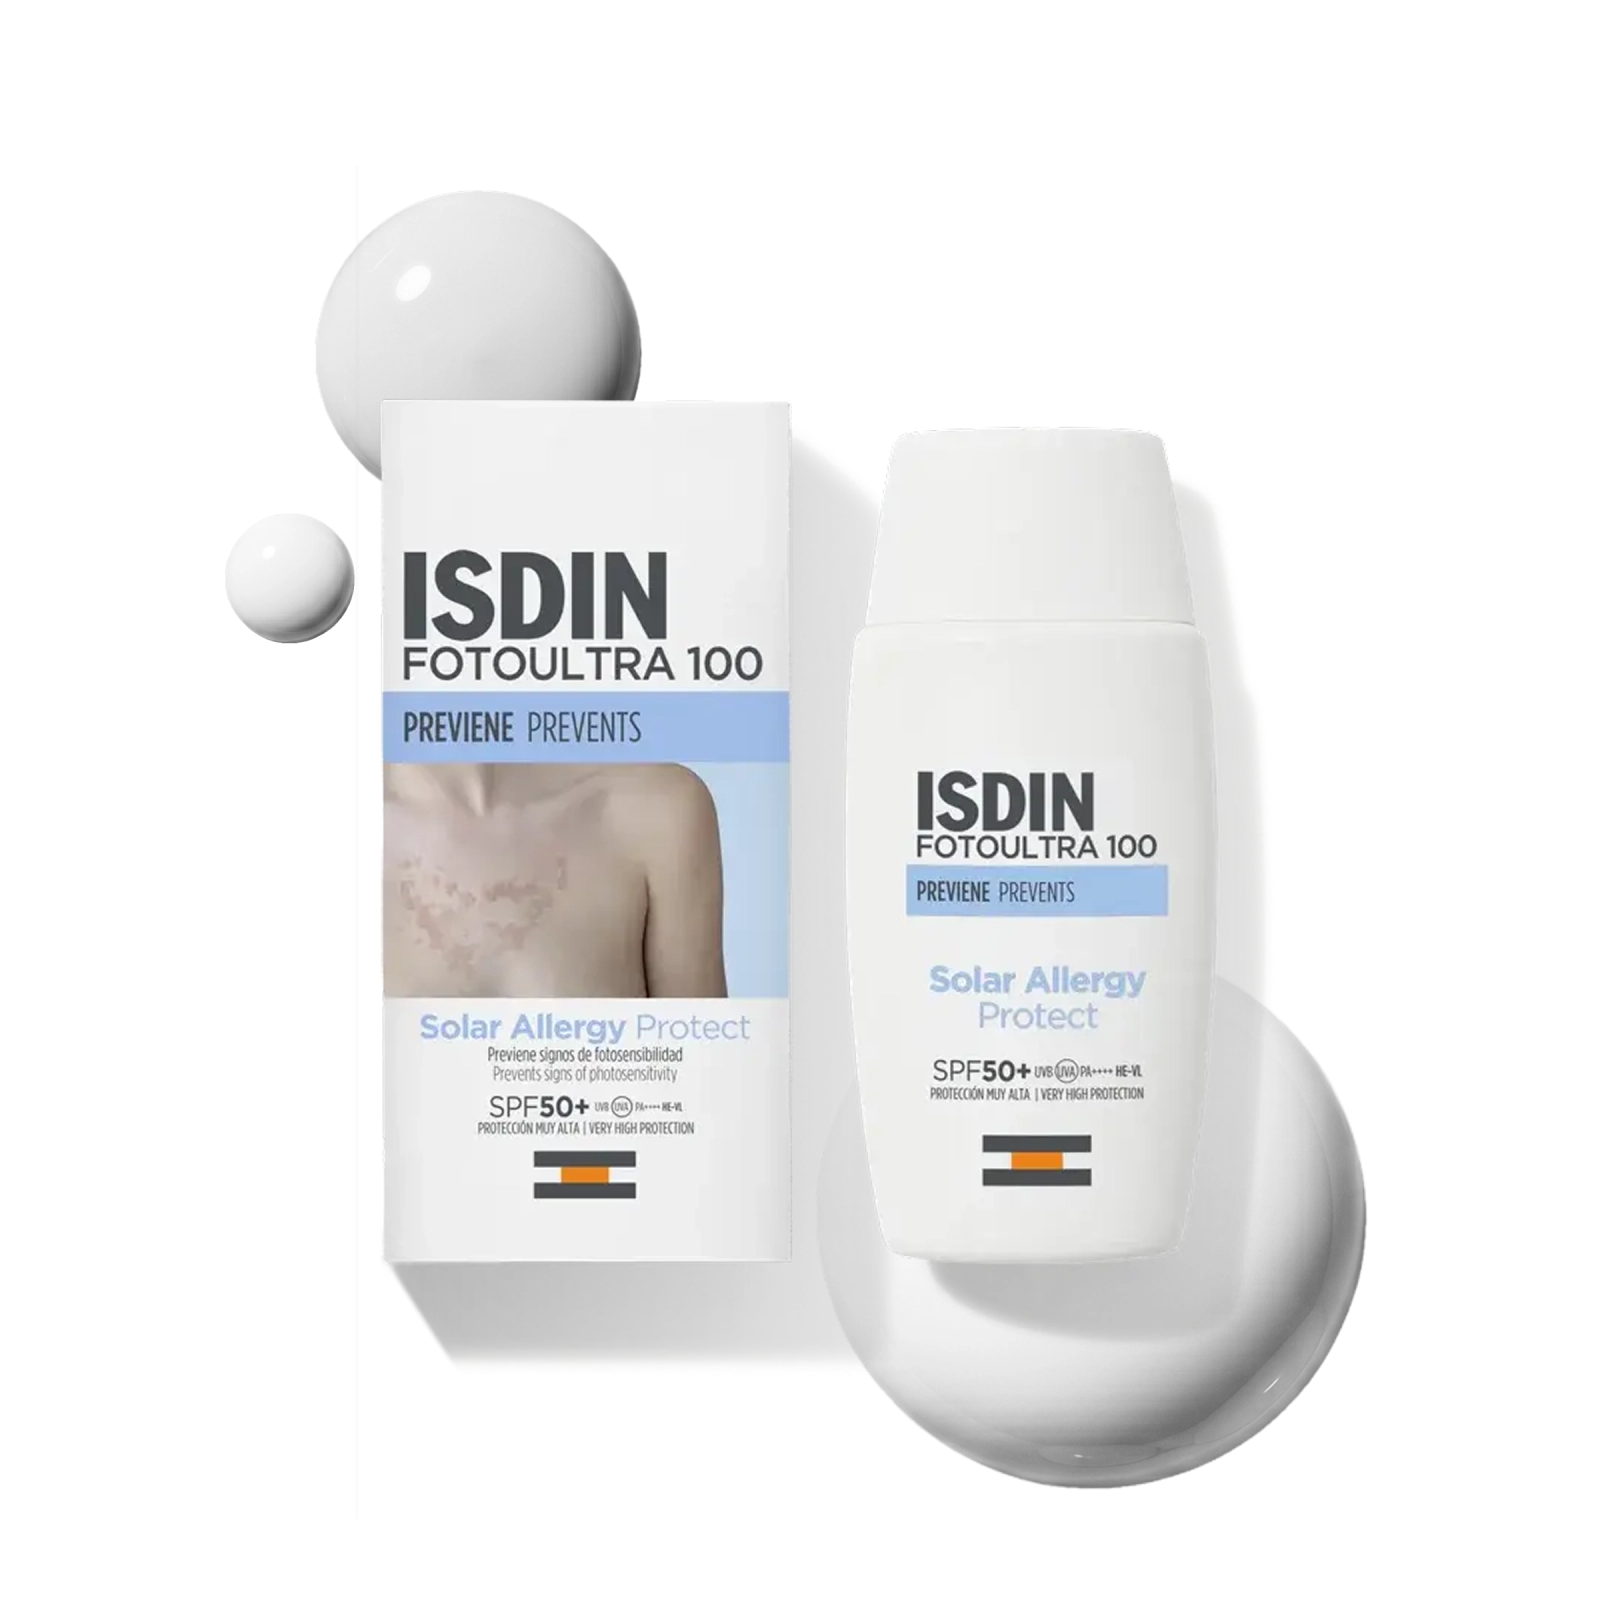 ISDIN
FOTOULTRA 100
PREVIENE PREVENTS
Solar Allergy Protect
Previene signos de fotosensibilidad
Prevents signs of photosensitivity
SPF50+ UVB UVA PA++++ HE-VL
PROTECCIÓN MUY ALTA | VERY HIGH PROTECTION
ISDIN
FOTOULTRA 100
PREVIENE PREVENTS
Solar Allergy
Protect
SPF50+ UVB UVA PA++++ HE-VL
PROTECCIÓN MUY ALTA | VERY HIGH PROTECTION